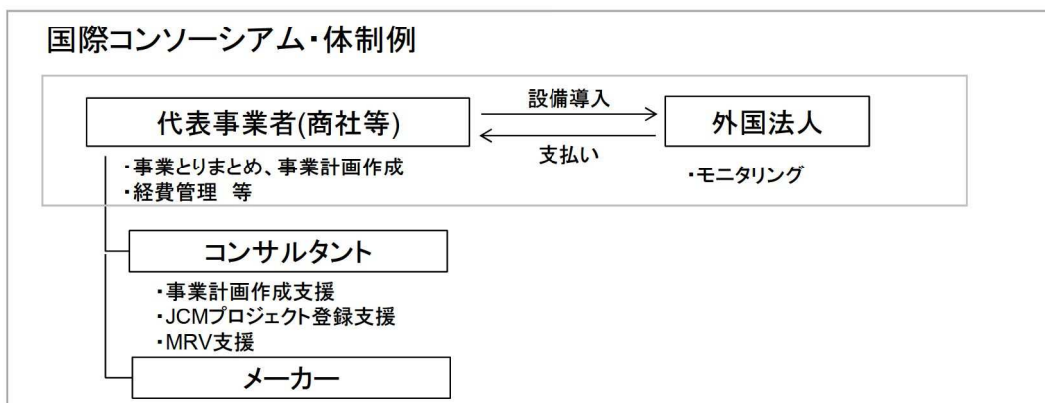 国際コンソーシアム・体制例
代表事業者(商社等)
設備導入
支払い
外国法人
・事業とりまとめ、事業計画作成
・経費管理　等
・モニタリング
コンサルタント
・事業計画作成支援
・JCMプロジェクト登録支援
・MRV支援
メーカー